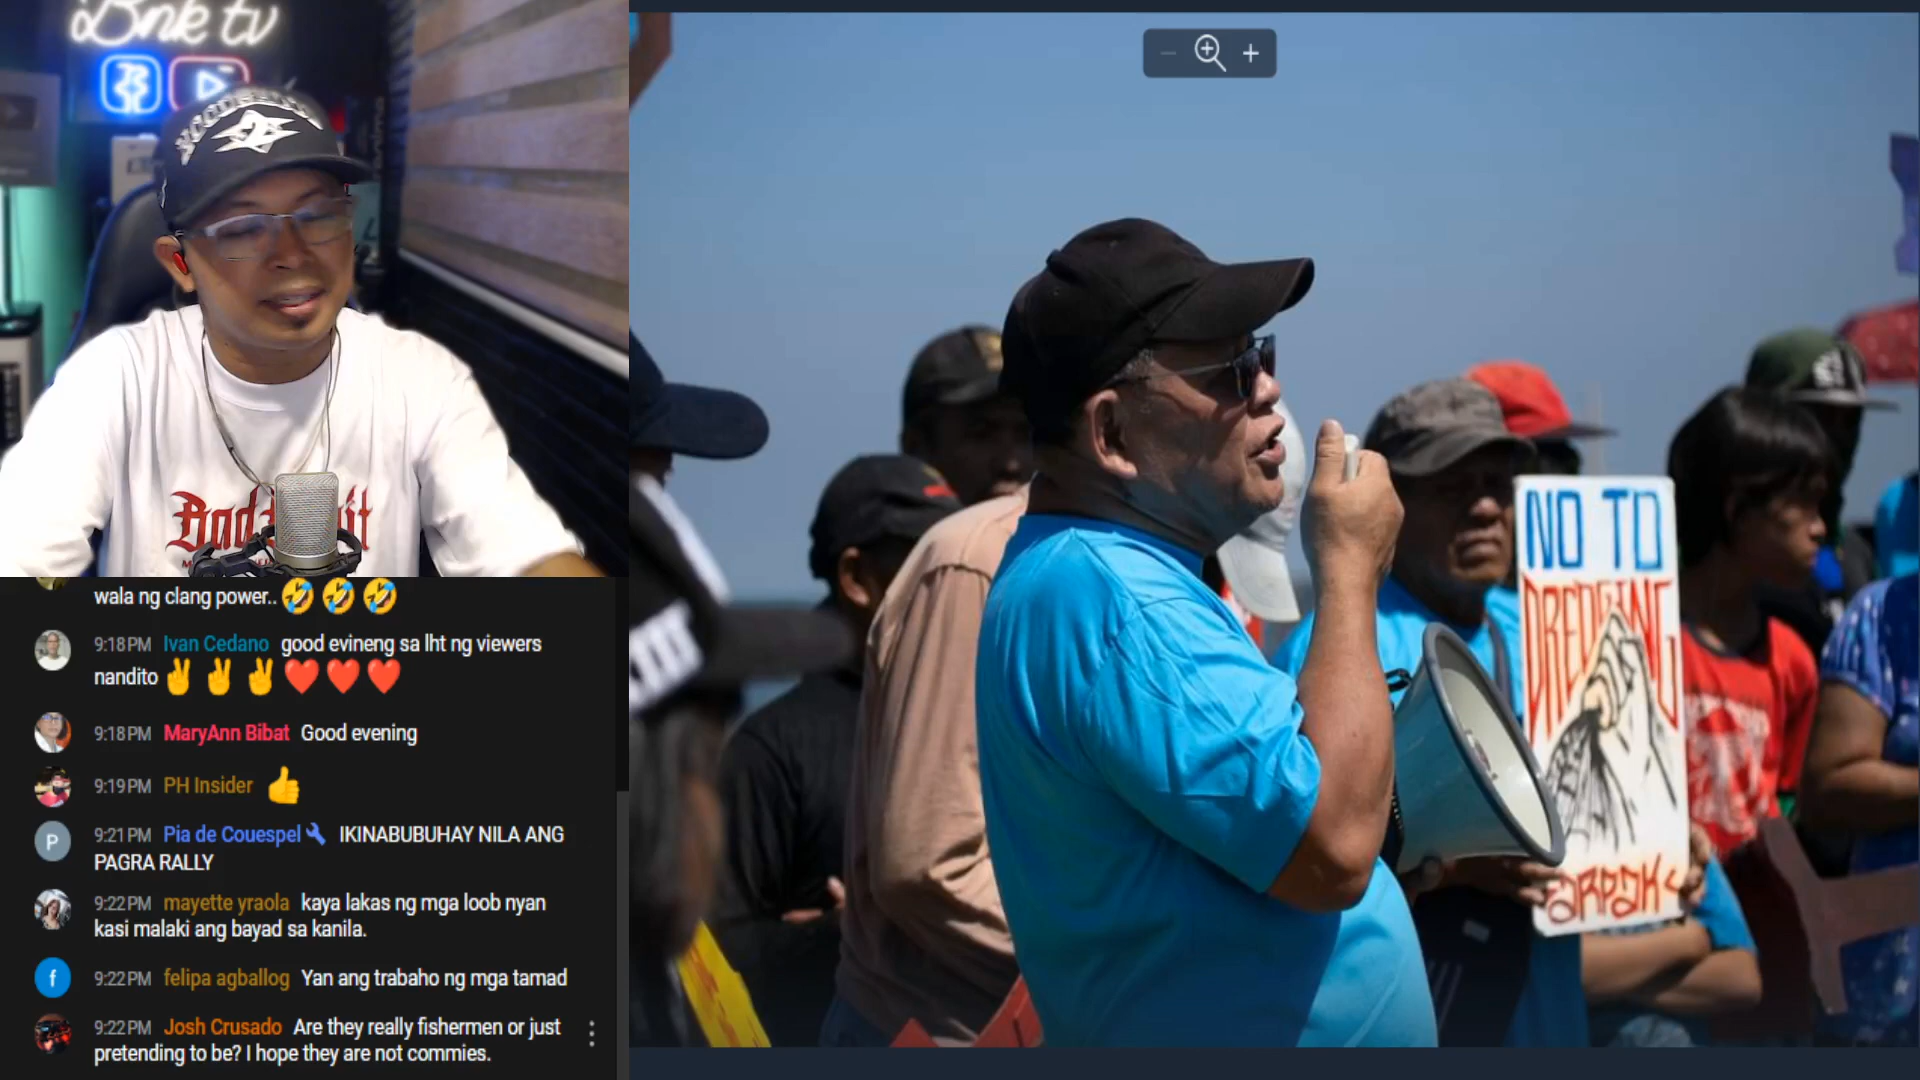 Bnk tv
wala ng clang power.. 🤣 🤣 🤣
9:18 PM Ivan Cedano good evineng sa lht ng viewers
nandito ✌️ ✌️ ✌️ ❤️ ❤️ ❤️
9:18 PM MaryAnn Bibat Good evening
9:19 PM PH Insider 👍
P
9:21 PM Pia de Couespel 🔧 IKINABUBUHAY NILA ANG
PAGRA RALLY
9:22 PM mayette yraola kaya lakas ng mga loob nyan
kasi malaki ang bayad sa kanila.
f
9:22 PM felipa agballog Yan ang trabaho ng mga tamad
9:22 PM Josh Crusado Are they really fishermen or just
pretending to be? I hope they are not commies.
NO TO
DREDGING